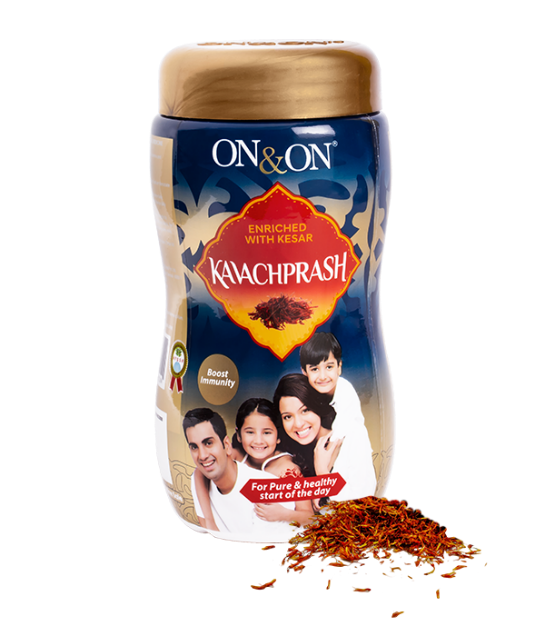 ON&ON®
ENRICHED
WITH KESAR
KAVACHPRASH
Boost
Immunity
For Pure & healthy
start of the day